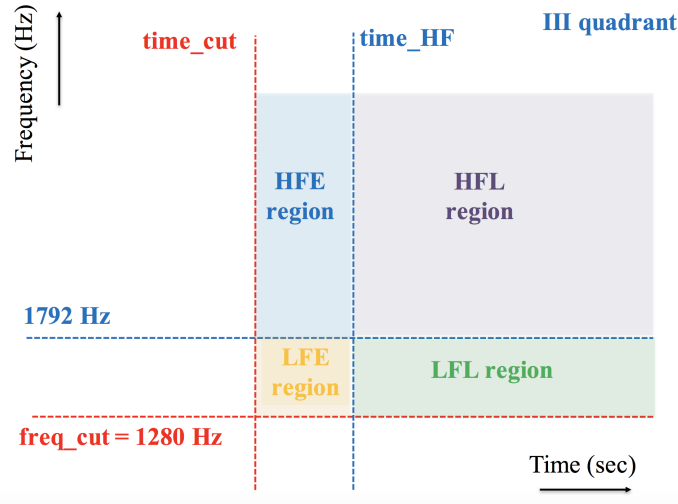 III quadrant
Frequency (Hz)
time_cut
time_HF
HFE
region
HFL
region
1792 Hz
LFE
region
LFL region
freq_cut = 1280 Hz
Time (sec)